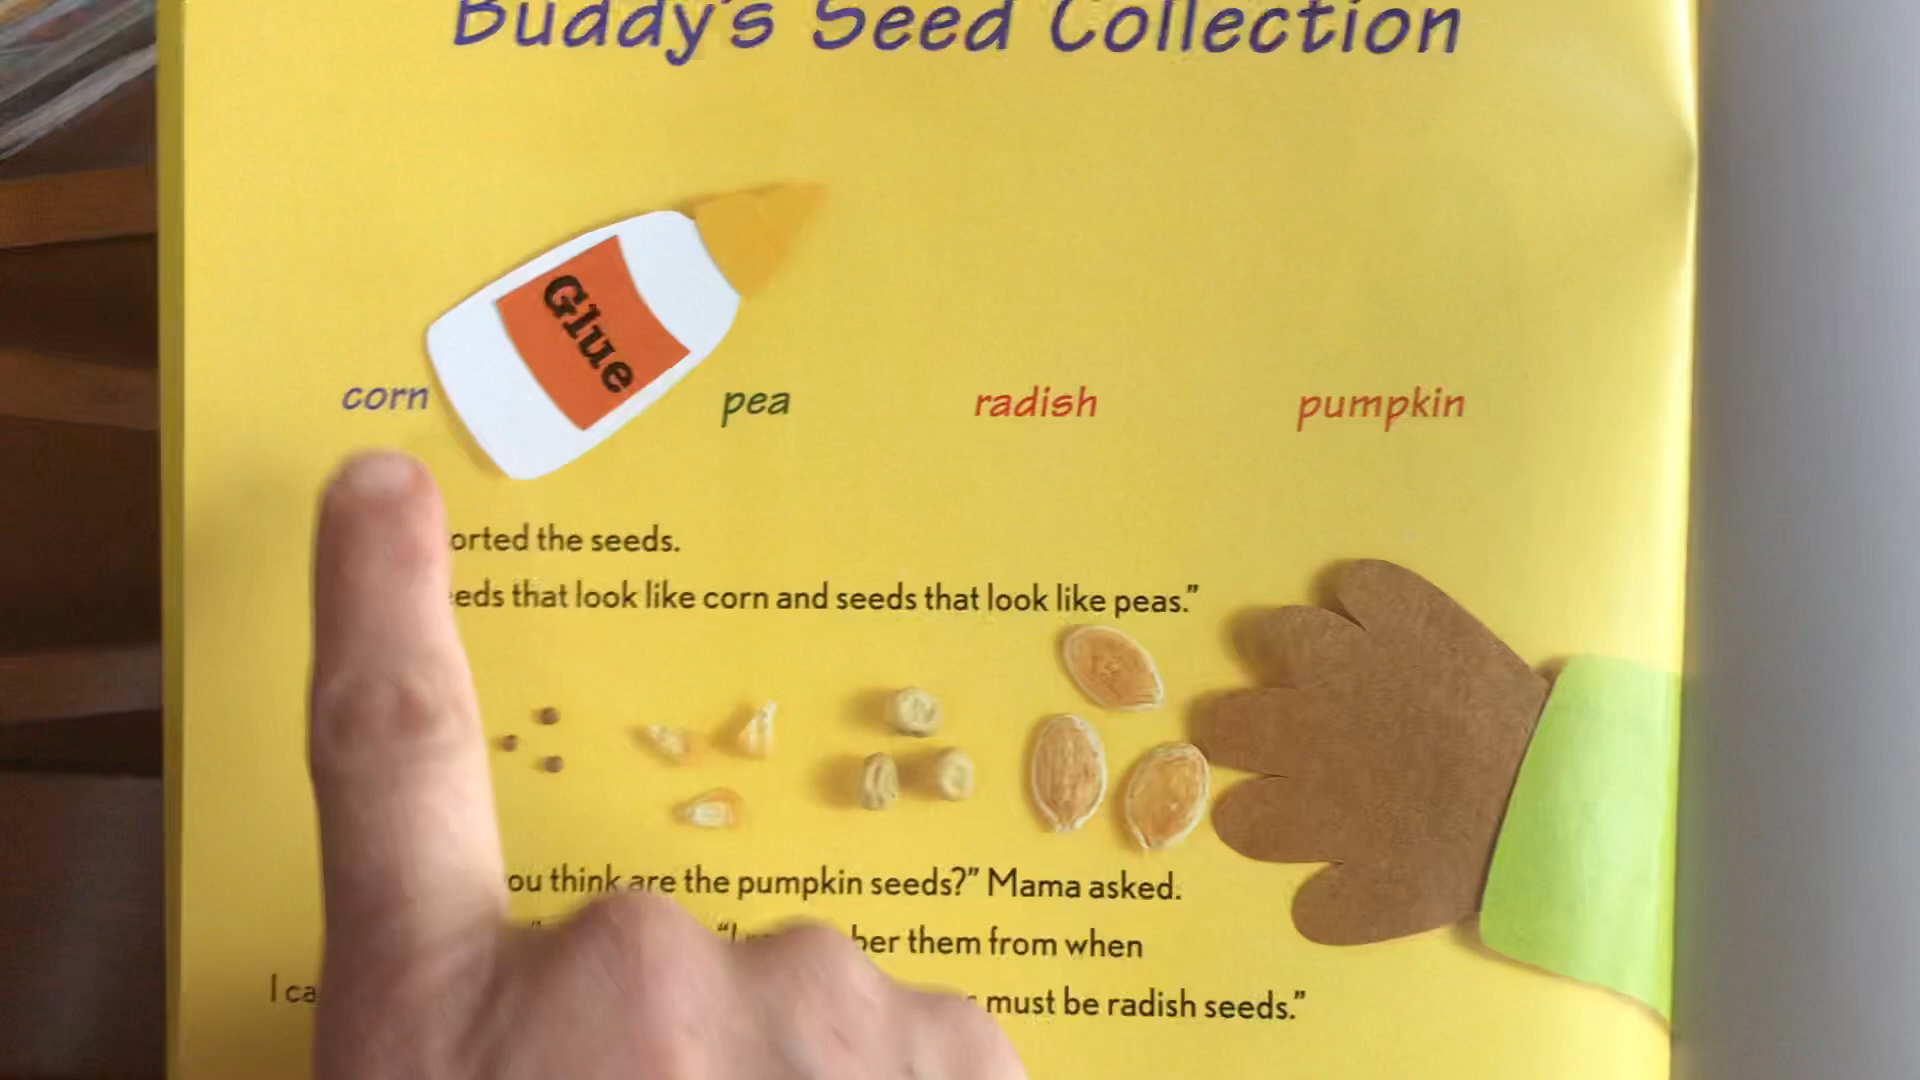 Buddy's Seed Collection
Glue
corn pea radish pumpkin
orted the seeds.
eds that look like corn and seeds that look like peas."
ou think are the pumpkin seeds?" Mama asked.
ber them from when
I ca must be radish seeds."